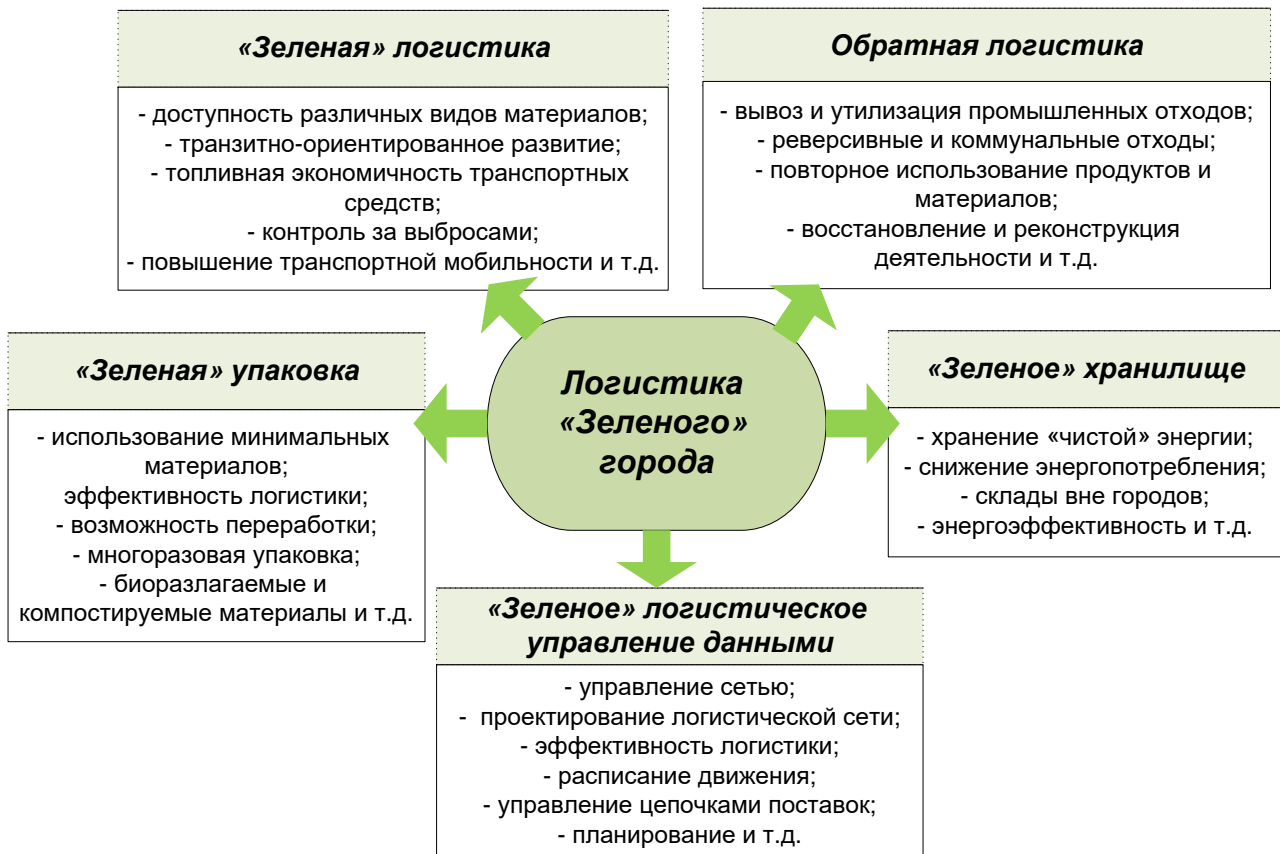 «Зеленая» логистика
- доступность различных видов материалов;
- транзитно-ориентированное развитие;
- топливная экономичность транспортных
средств;
- контроль за выбросами;
- повышение транспортной мобильности и т.д.
Обратная логистика
- вывоз и утилизация промышленных отходов;
- реверсивные и коммунальные отходы;
- повторное использование продуктов и
материалов;
- восстановление и реконструкция
деятельности и т.д.
«Зеленая» упаковка
- использование минимальных
материалов;
эффективность логистики;
- возможность переработки;
- многоразовая упаковка;
- биоразлагаемые и
компостируемые материалы и т.д.
Логистика
«Зеленого»
города
«Зеленое» хранилище
- хранение «чистой» энергии;
- снижение энергопотребления;
- склады вне городов;
- энергоэффективность и т.д.
«Зеленое» логистическое
управление данными
- управление сетью;
- проектирование логистической сети;
- эффективность логистики;
- расписание движения;
- управление цепочками поставок;
- планирование и т.д.